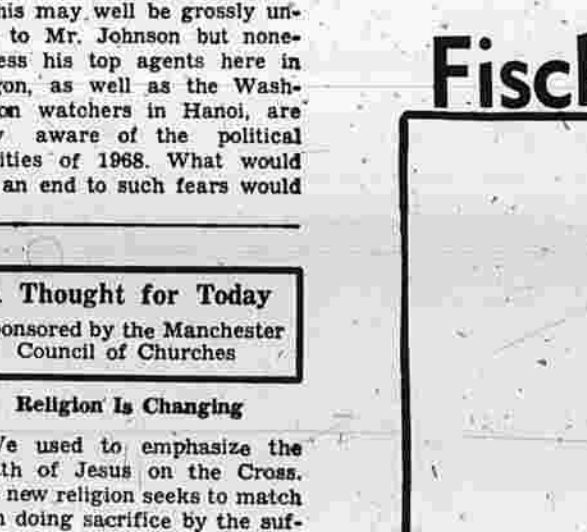 his may well be grossly un-
to Mr. Johnson but none-
ess his top agents here in
gon, as well as the Wash-
on watchers in Hanoi, are
y aware of the political
ities of 1968. What would
an end to such fears would
Thought for Today
onsored by the Manchester
Council of Churches
Religion Is Changing
We used to emphasize the
th of Jesus on the Cross.
new religion seeks to match
n doing sacrifice by the suf-
Fisch